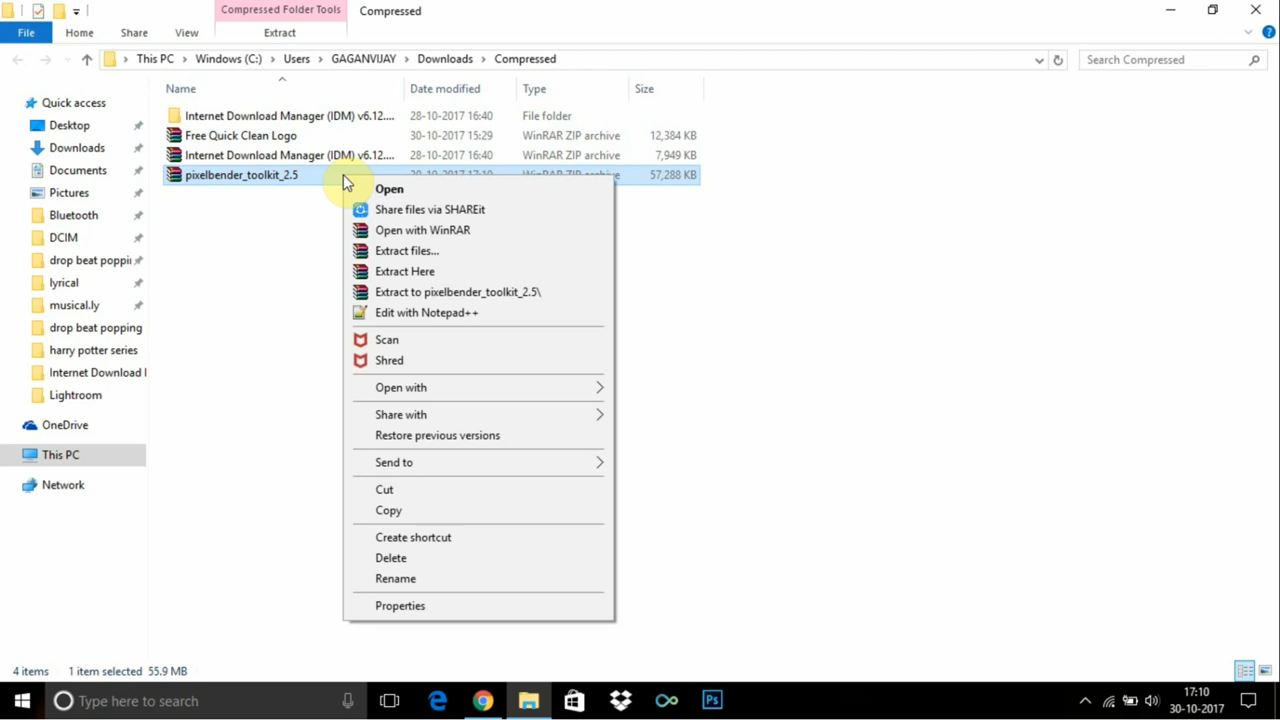 Compressed Folder Tools
Compressed
File
Home
Share
View
Extract
This PC
Windows (C:)
Users
GAGANVIJAY
Downloads
Compressed
Search Compressed
Name
Date modified
Type
Size
Quick access
Desktop
Downloads
Documents
Pictures
Bluetooth
DCIM
drop beat poppi
lyrical
musical.ly
drop beat popping
harry potter series
Internet Download
Lightroom
OneDrive
This PC
Network
Internet Download Manager (IDM) v6.12....
28-10-2017 16:40
File folder
Free Quick Clean Logo
30-10-2017 15:29
WinRAR ZIP archive
12,384 KB
Internet Download Manager (IDM) v6.12....
28-10-2017 16:40
WinRAR ZIP archive
7,949 KB
pixelbender_toolkit_2.5
30-10-2017 17:10
WinRAR ZIP archive
57,288 KB
Open
Share files via SHAREit
Open with WinRAR
Extract files...
Extract Here
Extract to pixelbender_toolkit_2.5\
Edit with Notepad++
Scan
Shred
Open with
Share with
Restore previous versions
Send to
Cut
Copy
Create shortcut
Delete
Rename
Properties
4 items
1 item selected 55.9 MB
Type here to search
Ps
17:10
30-10-2017